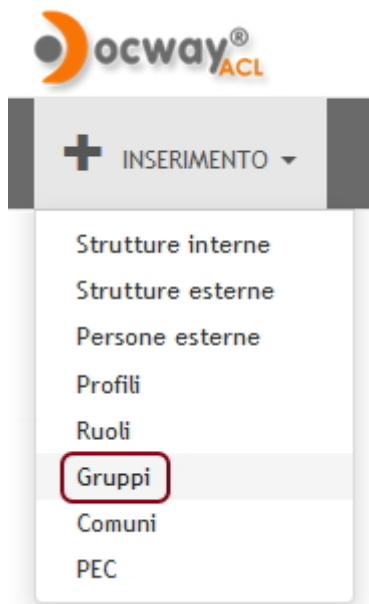 ocway®
ACL
INSERIMENTO
Strutture interne
Strutture esterne
Persone esterne
Profili
Ruoli
Gruppi
Comuni
PEC